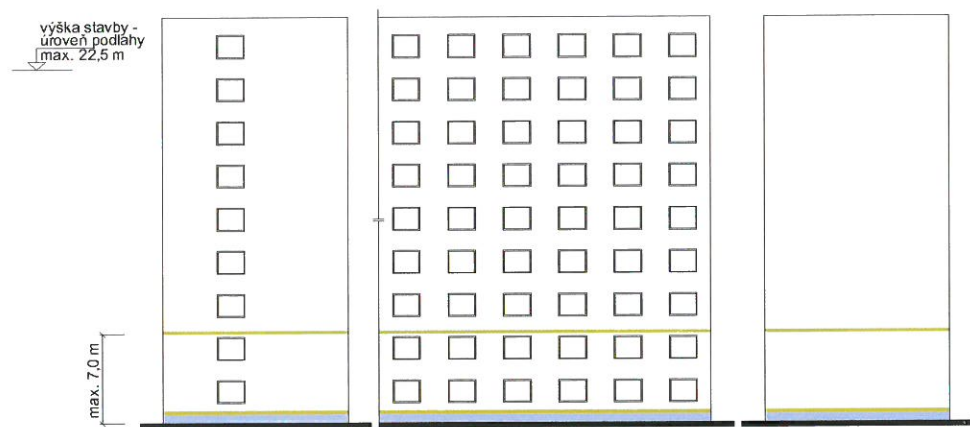 výška stavby -
úroveň podlahy
max. 22,5 m
max. 7,0 m